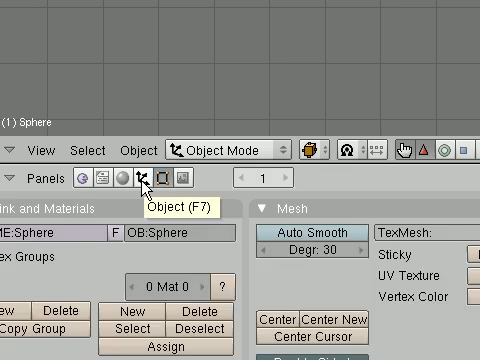 (1) Sphere
View Select Object Object Mode
Panels 1
Object (F7)
ink and Materials Mesh
ME:Sphere F OB:Sphere Auto Smooth TexMesh:
Degr: 30
ex Groups Sticky
UV Texture
0 Mat 0 ? Vertex Color
ew Delete New Delete Center Center New
Copy Group Select Deselect Center Cursor
Assign